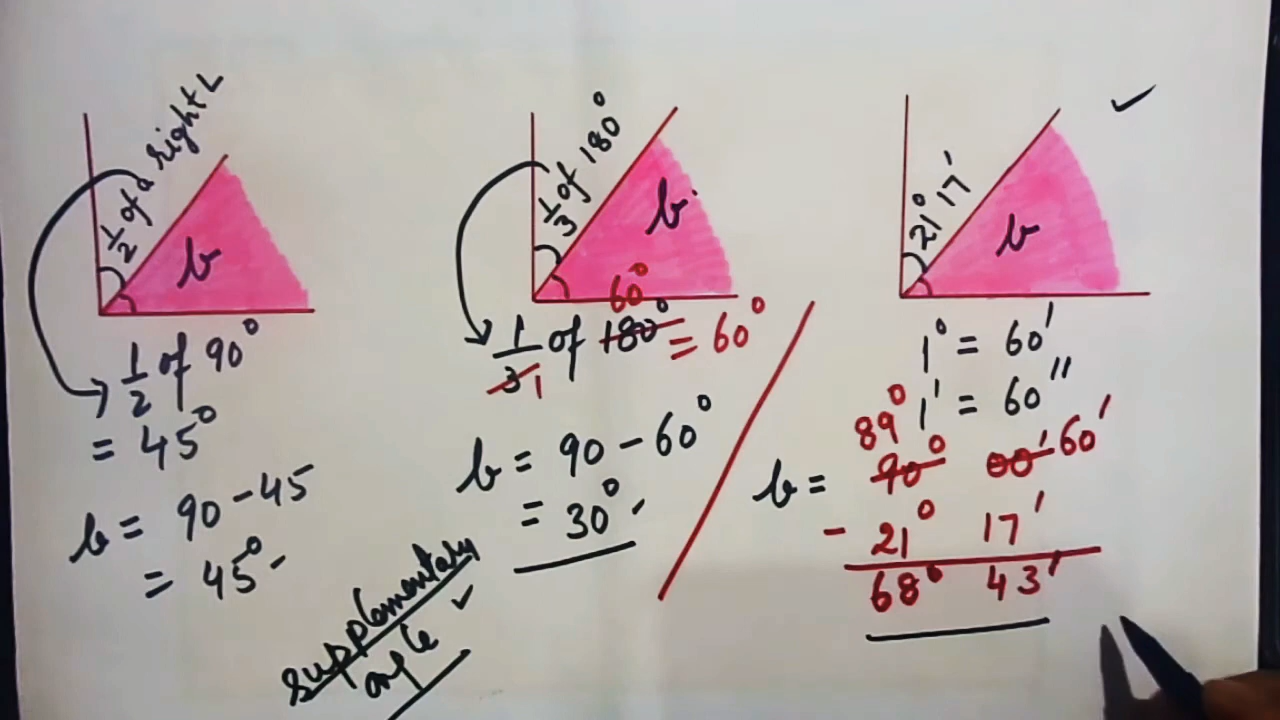 1/2 of a right L
b
1/2 of 90°
= 45°
b = 90 - 45
= 45°
1/3 of 180°
b
60°
1/3 of 180° = 60°
1
b = 90 - 60°
= 30°
supplementary
angle
21° 17'
b
1° = 60'
1' = 60''
89°
b = 90° 00' 60'
- 21° 17'
68° 43'